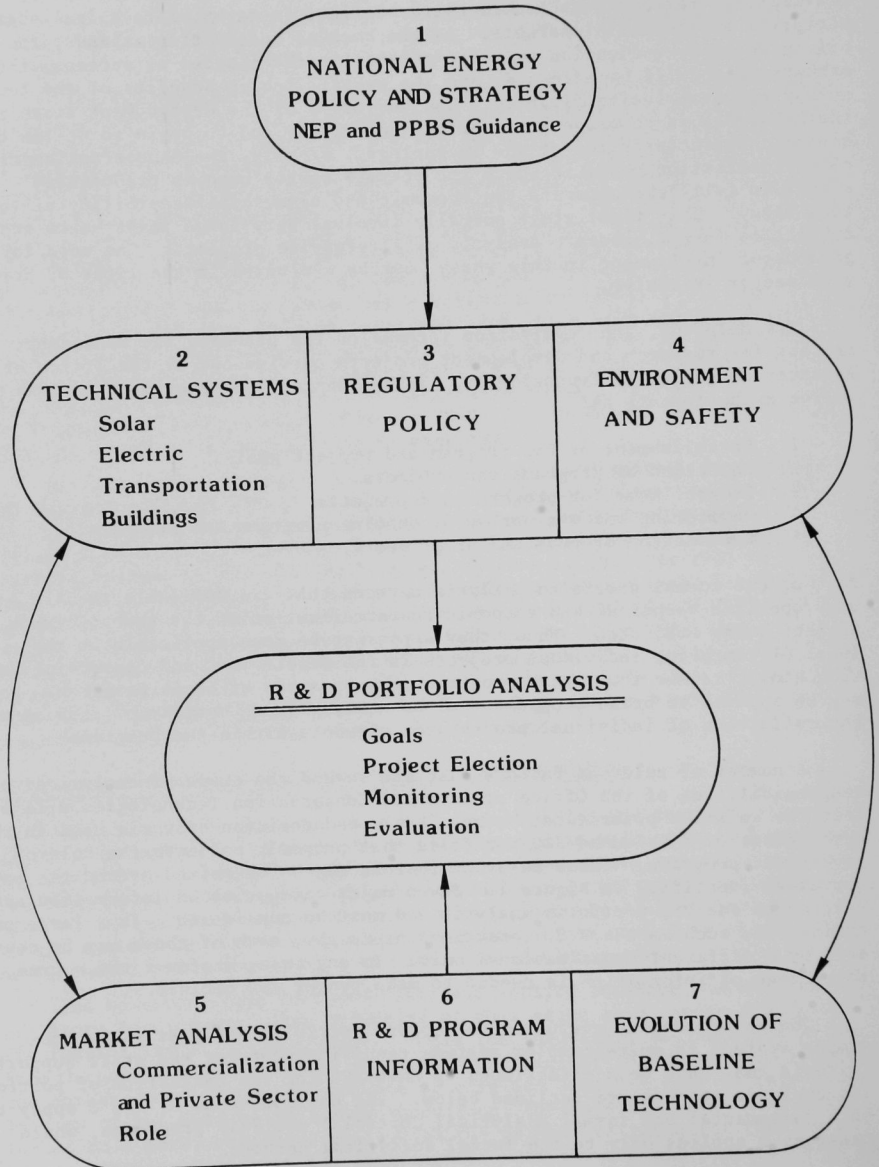 1
NATIONAL ENERGY
POLICY AND STRATEGY
NEP and PPBS Guidance
2
TECHNICAL SYSTEMS
Solar
Electric
Transportation
Buildings
3
REGULATORY
POLICY
4
ENVIRONMENT
AND SAFETY
R & D PORTFOLIO ANALYSIS
Goals
Project Election
Monitoring
Evaluation
5
MARKET ANALYSIS
Commercialization
and Private Sector
Role
6
R & D PROGRAM
INFORMATION
7
EVOLUTION OF
BASELINE
TECHNOLOGY